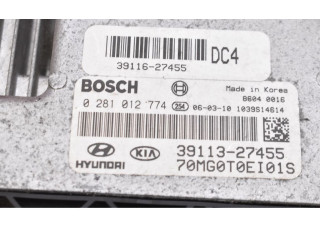 39116-27455 DC4
BOSCH Made in Korea
8604 0016
0 281 012 774 254 06-03-10 1039S14614
HYUNDAI KIA 39113-27455
70MG0T0EI01S